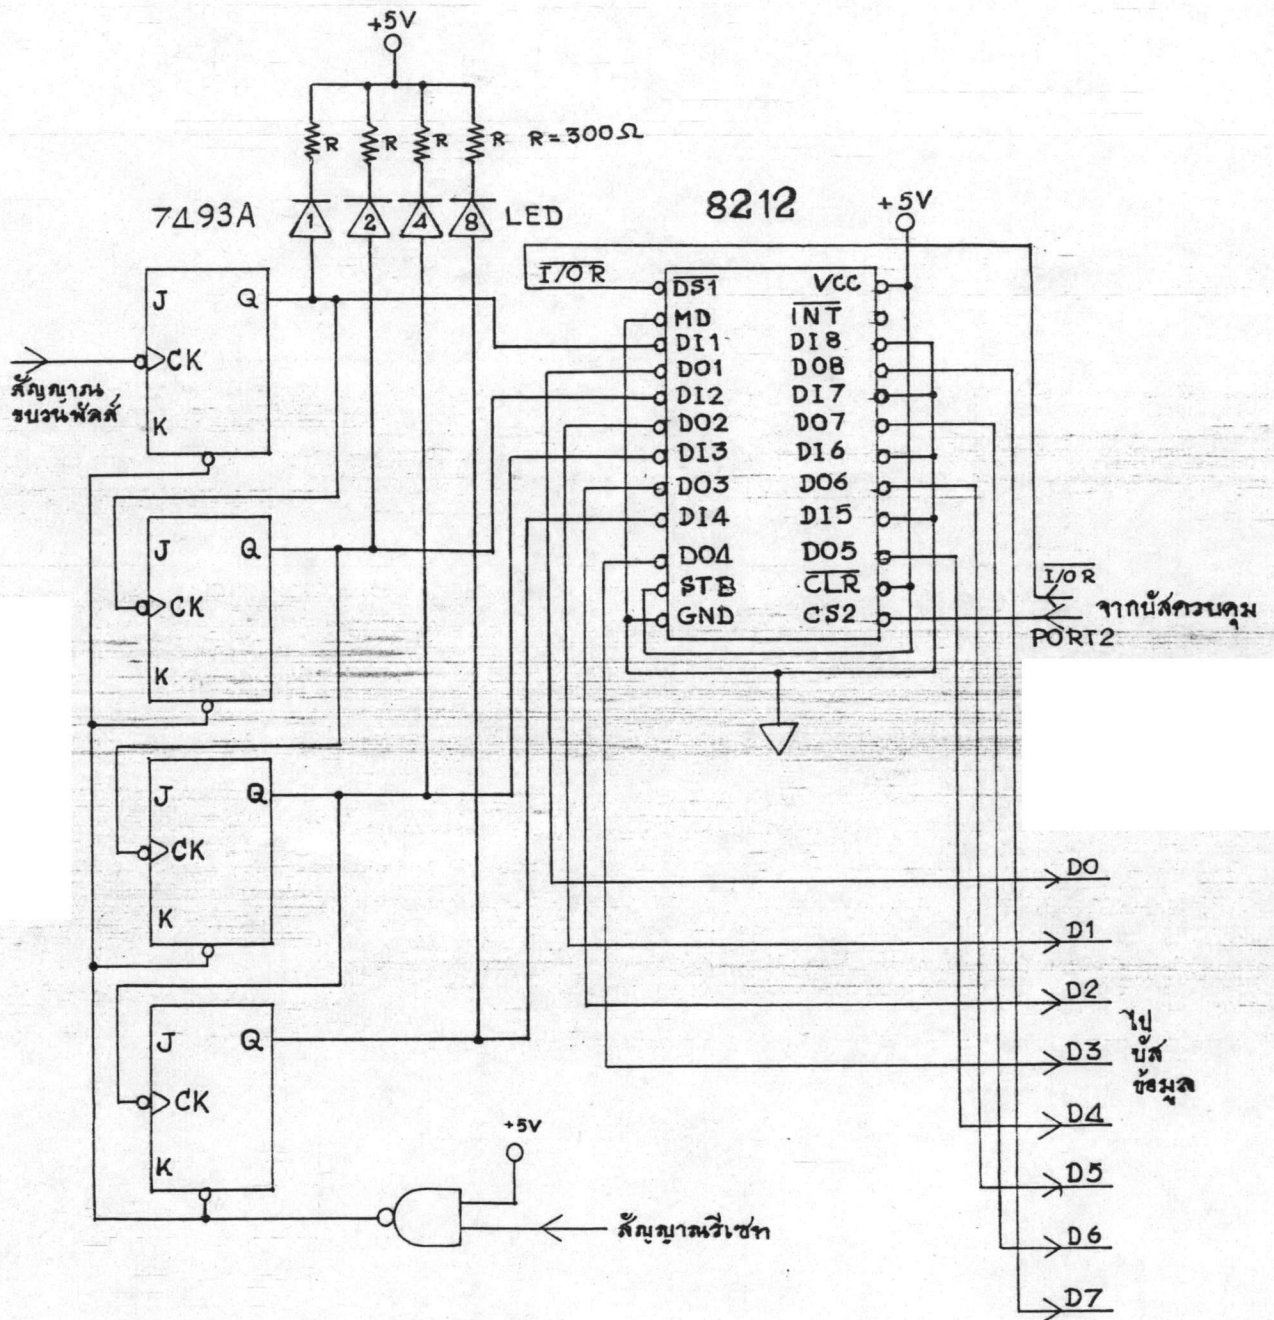 +5V
R R R R R = 300Ω
7493A 1 2 4 8 LED
8212
+5V
I/OR
J Q
CK
K
สัญญาณ
ขบวนพัลส์
J Q
CK
K
J Q
CK
K
J Q
CK
K
DS1 VCC
MD INT
DI1 DI8
DO1 DO8
DI2 DI7
DO2 DO7
DI3 DI6
DO3 DO6
DI4 DI5
DO4 DO5
STB CLR
GND CS2
I/OR
จากบัสควบคุม
PORT2
D0
D1
D2
D3
D4
D5
D6
D7
ไป
บัส
ข้อมูล
+5V
สัญญาณรีเซท